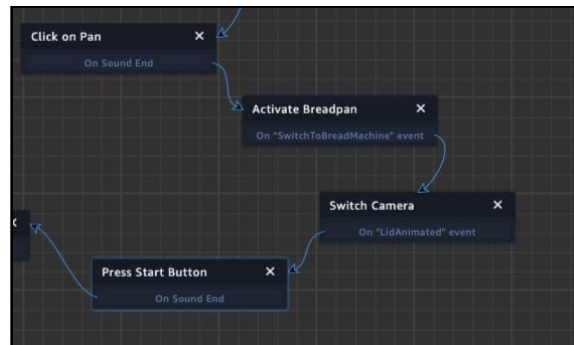 Click on Pan ×
On Sound End
Activate Breadpan ×
On "SwitchToBreadMachine" event
Switch Camera ×
On "LidAnimated" event
Press Start Button ×
On Sound End